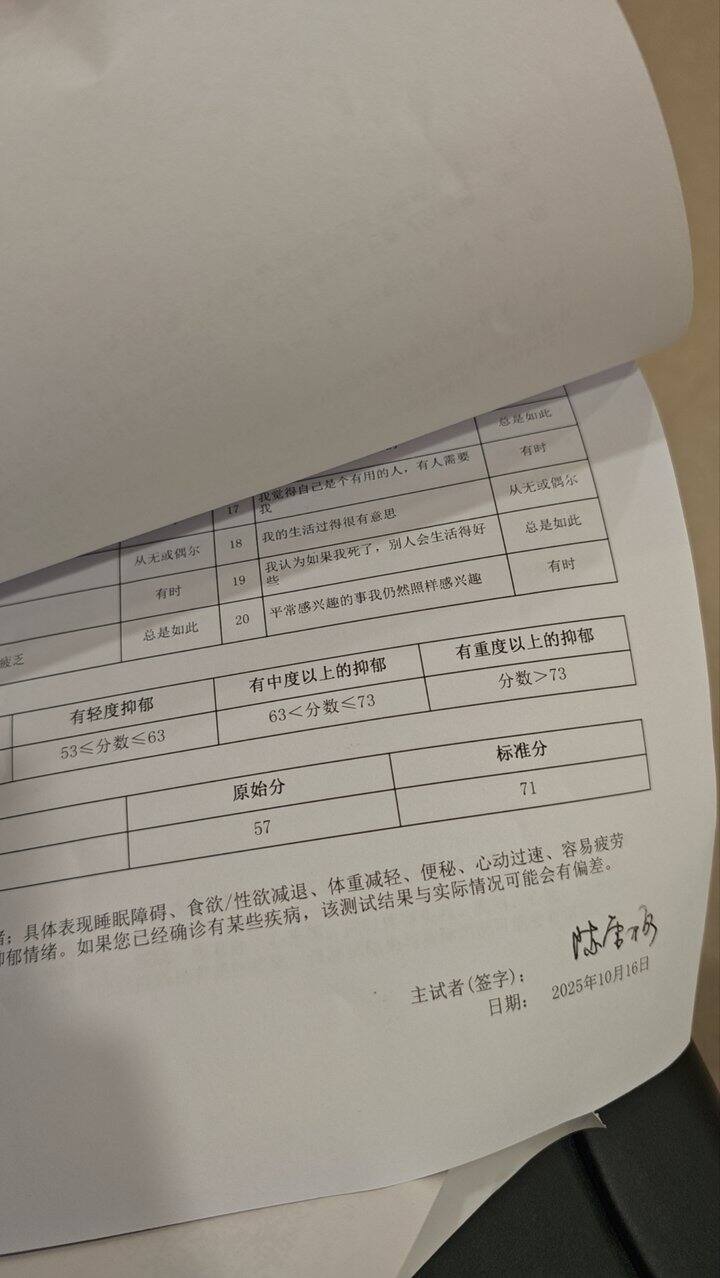 总是如此
17 我觉得自己是个有用的人，有人需要我 有时
从无或偶尔 18 我的生活过得很有意思 从无或偶尔
有时 19 我认为如果我死了，别人会生活得好些 总是如此
疲乏 总是如此 20 平常感兴趣的事我仍然照样感兴趣 有时
有轻度抑郁 有中度以上的抑郁 有重度以上的抑郁
53≤分数≤63 63<分数≤73 分数>73
原始分 标准分
57 71
绪；具体表现睡眠障碍、食欲/性欲减退、体重减轻、便秘、心动过速、容易疲劳
抑郁情绪。如果您已经确诊有某些疾病，该测试结果与实际情况可能会有偏差。
主试者(签字)：
日期： 2025年10月16日